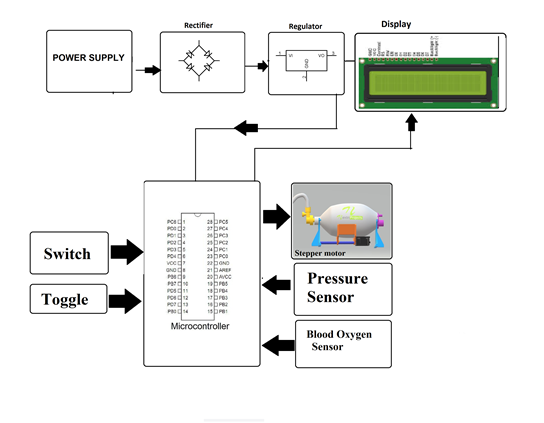 Rectifier
Regulator
Display
POWER SUPPLY
GND
Stepper motor
Switch
Toggle
Pressure
Sensor
Blood Oxygen
Sensor
PC6 1 28 PC5
PD0 2 27 PC4
PD1 3 26 PC3
PD2 4 25 PC2
PD3 5 24 PC1
PD4 6 23 PC0
VCC 7 22 GND
GND 8 21 AREF
PB6 9 20 AVCC
PB7 10 19 PB5
PD5 11 18 PB4
PD6 12 17 PB3
PD7 13 16 PB2
PB0 14 15 PB1
Microcontroller